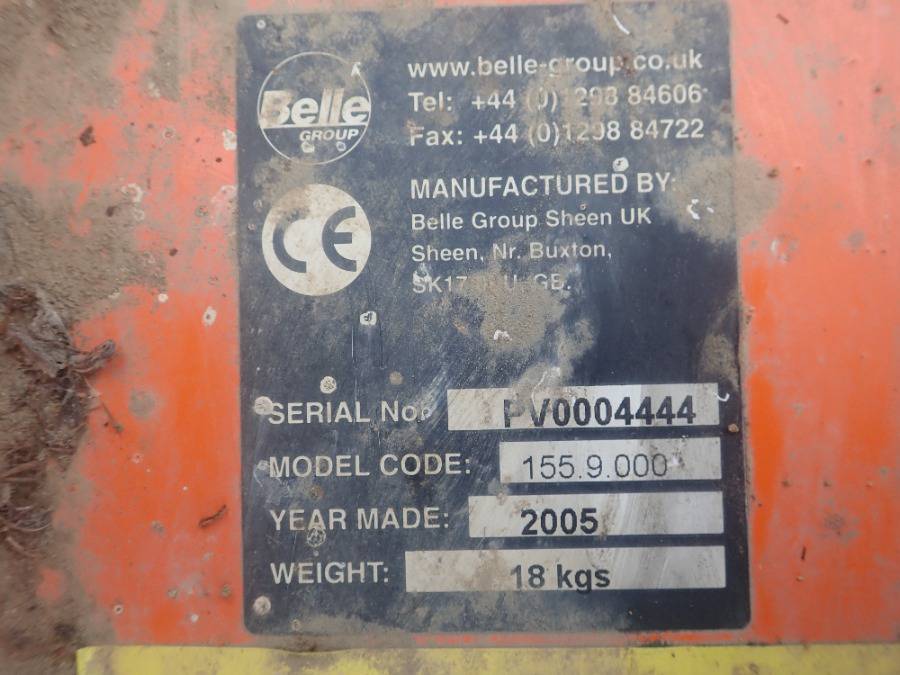 Belle
GROUP
www.belle-group.co.uk
Tel: +44 (0)1298 84606
Fax: +44 (0)1298 84722
CE
MANUFACTURED BY:
Belle Group Sheen UK
Sheen, Nr. Buxton,
GB.
SERIAL No:
PV0004444
MODEL CODE: 155.9.000
YEAR MADE: 2005
WEIGHT: 18 kgs